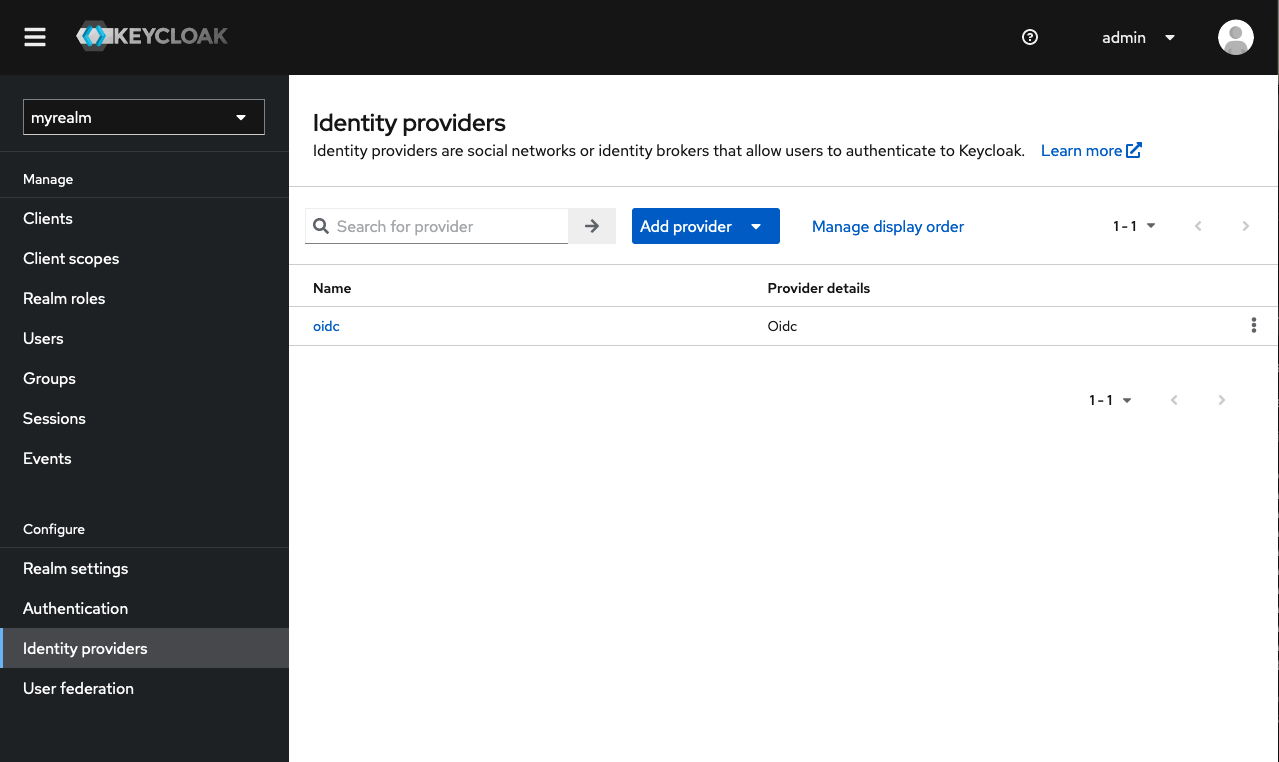 KEYCLOAK
admin
myrealm
Manage
Clients
Client scopes
Realm roles
Users
Groups
Sessions
Events
Configure
Realm settings
Authentication
Identity providers
User federation
Identity providers
Identity providers are social networks or identity brokers that allow users to authenticate to Keycloak. Learn more
Search for provider
Add provider
Manage display order
1 - 1
Name Provider details
oidc Oidc
1 - 1